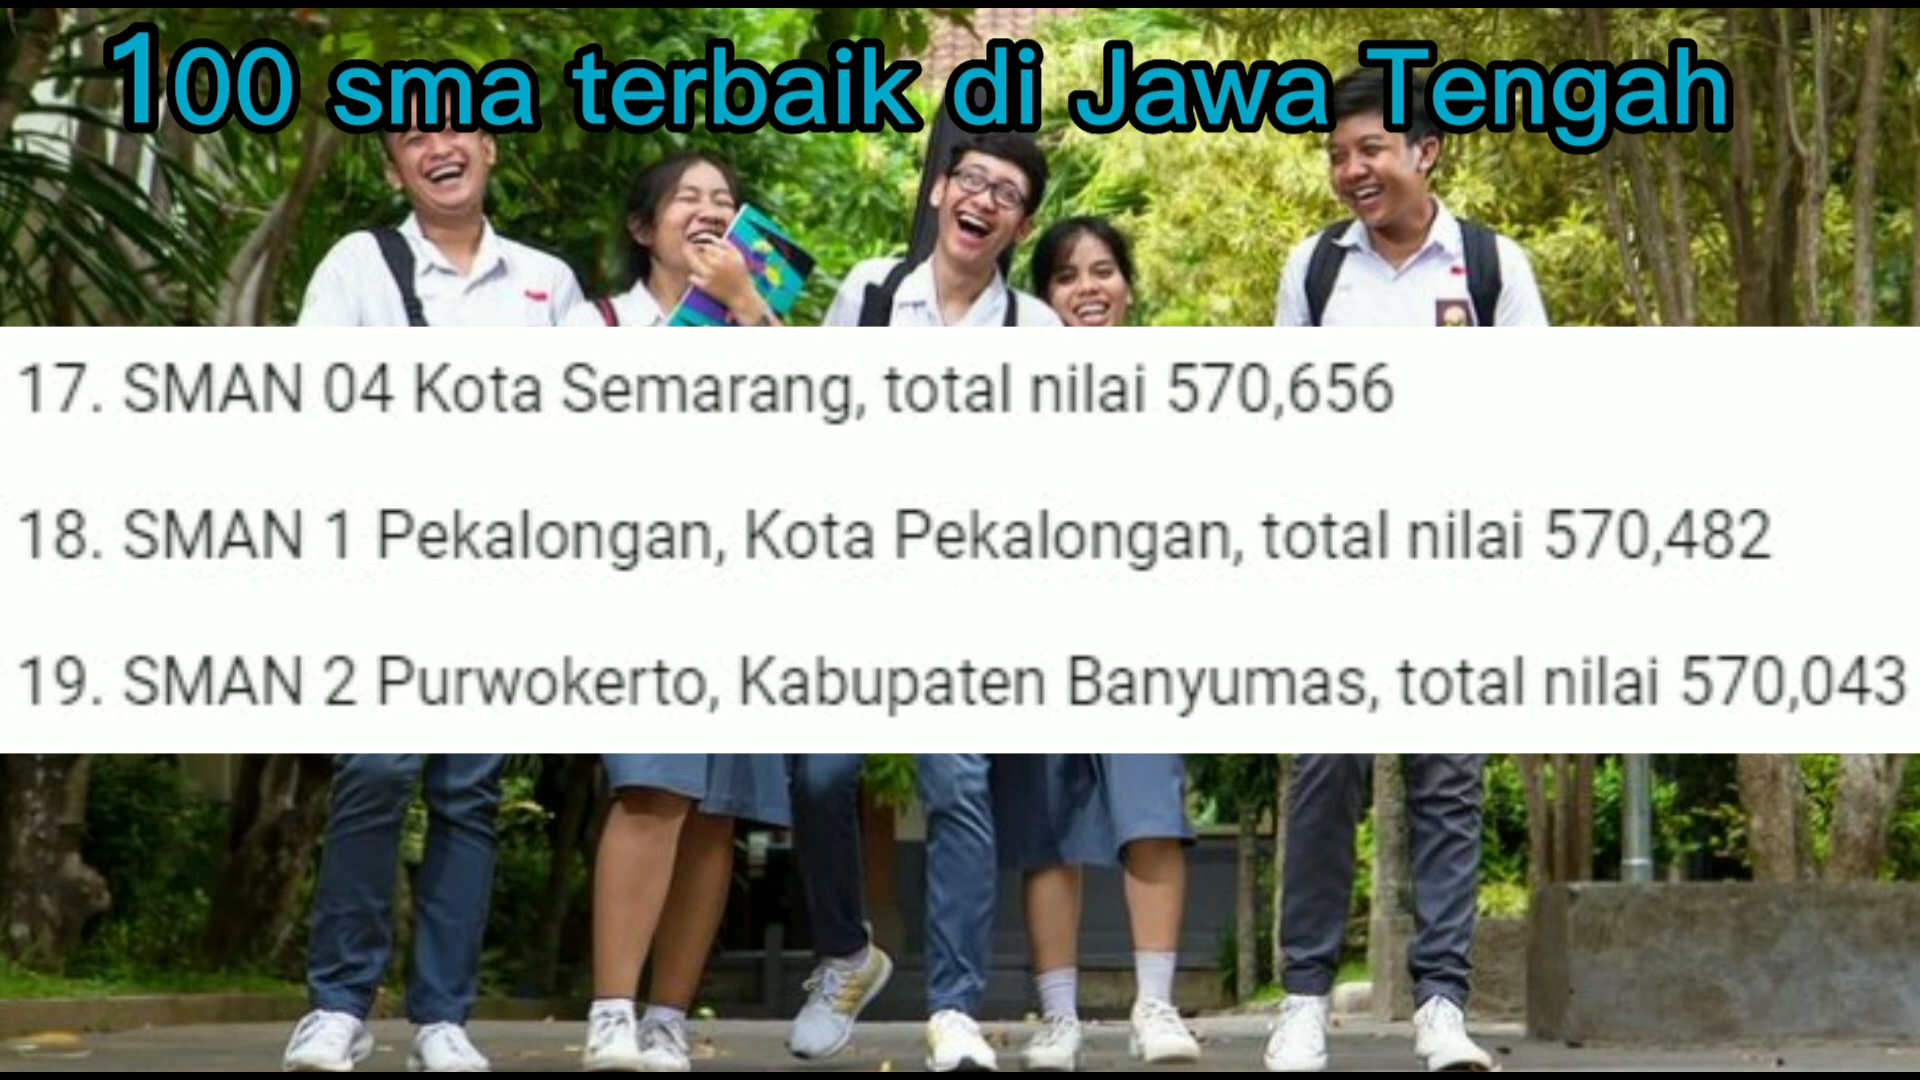 100 sma terbaik di Jawa Tengah
17. SMAN 04 Kota Semarang, total nilai 570,656
18. SMAN 1 Pekalongan, Kota Pekalongan, total nilai 570,482
19. SMAN 2 Purwokerto, Kabupaten Banyumas, total nilai 570,043